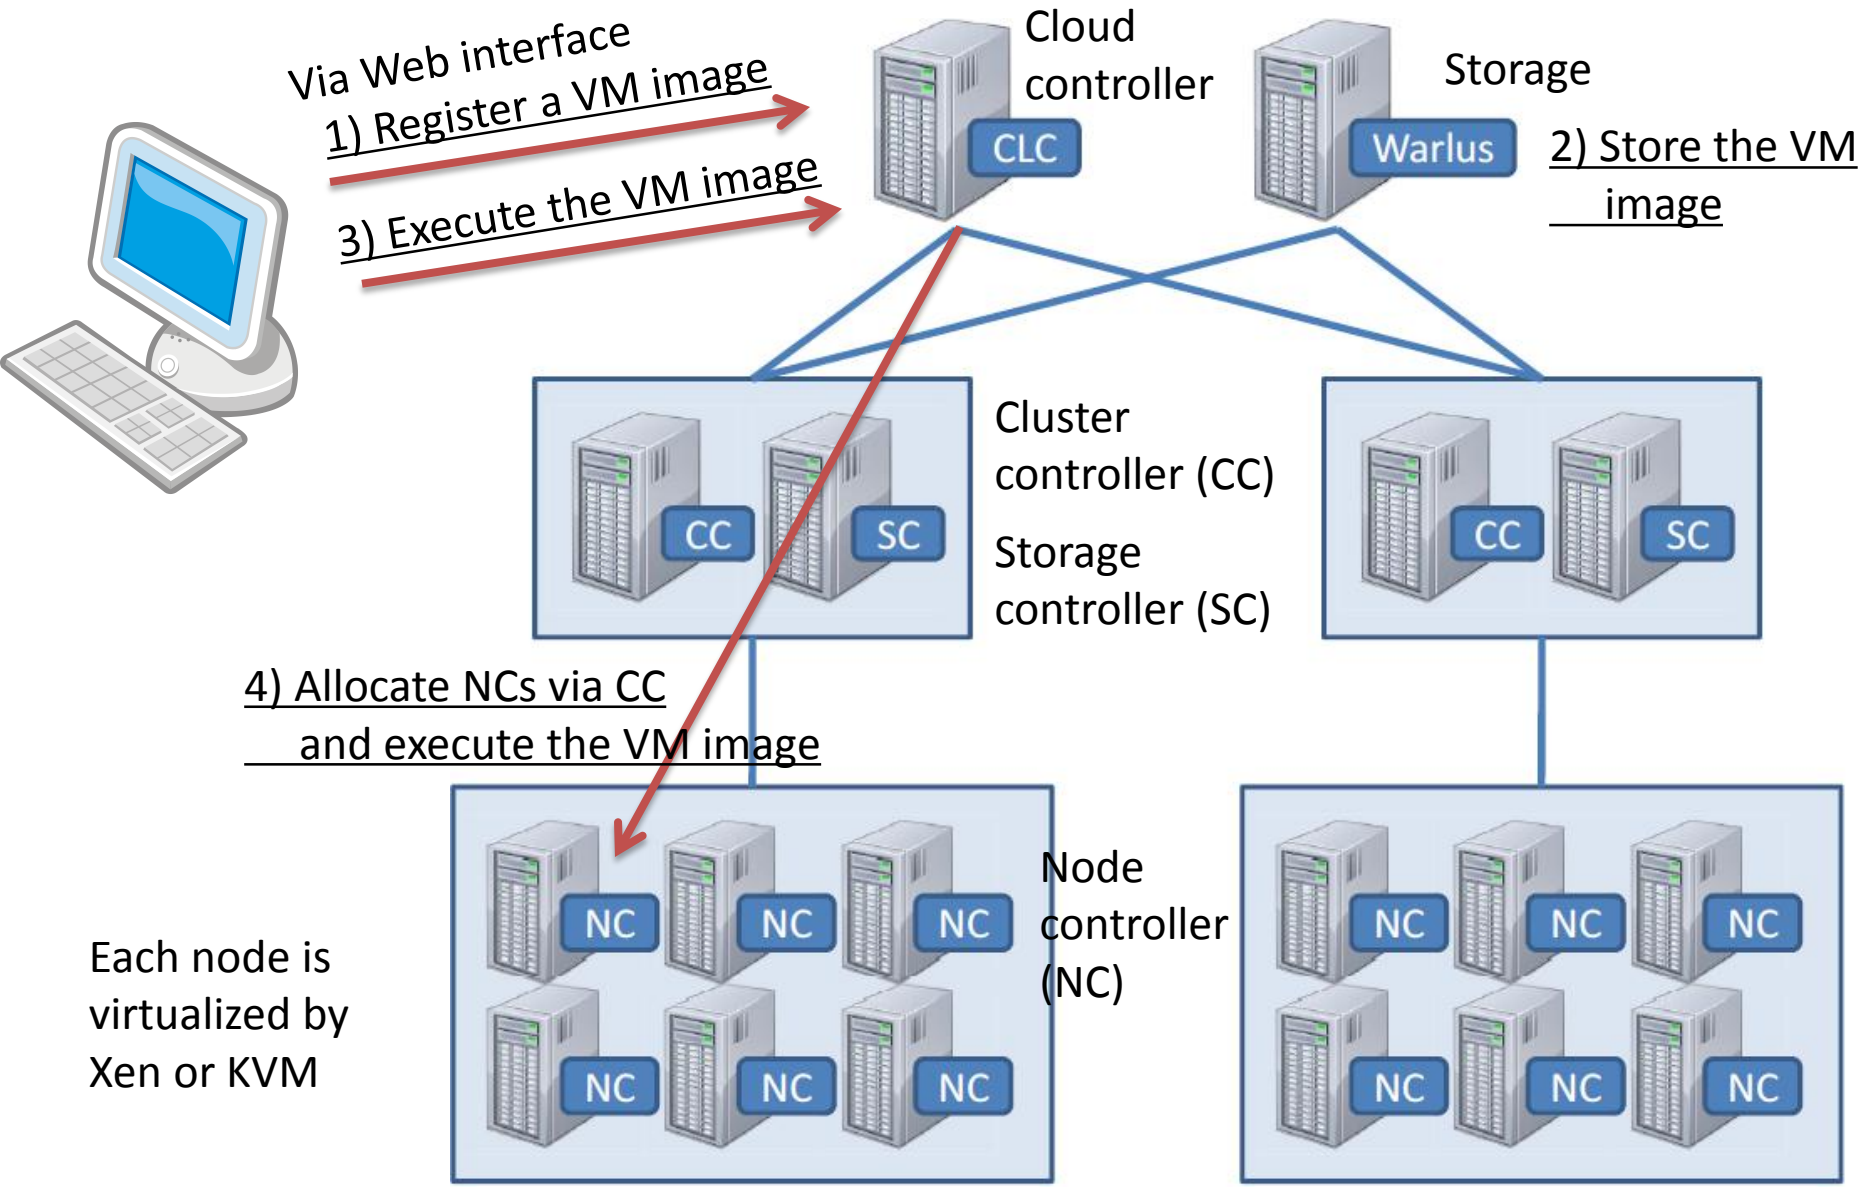 Via Web interface
1) Register a VM image
3) Execute the VM image
Cloud
controller
CLC
Storage
Warlus
2) Store the VM
image
Cluster
controller (CC)
Storage
controller (SC)
CC
SC
CC
SC
4) Allocate NCs via CC
and execute the VM image
Node
controller
(NC)
NC
NC
NC
NC
NC
NC
NC
NC
NC
NC
NC
NC
Each node is
virtualized by
Xen or KVM